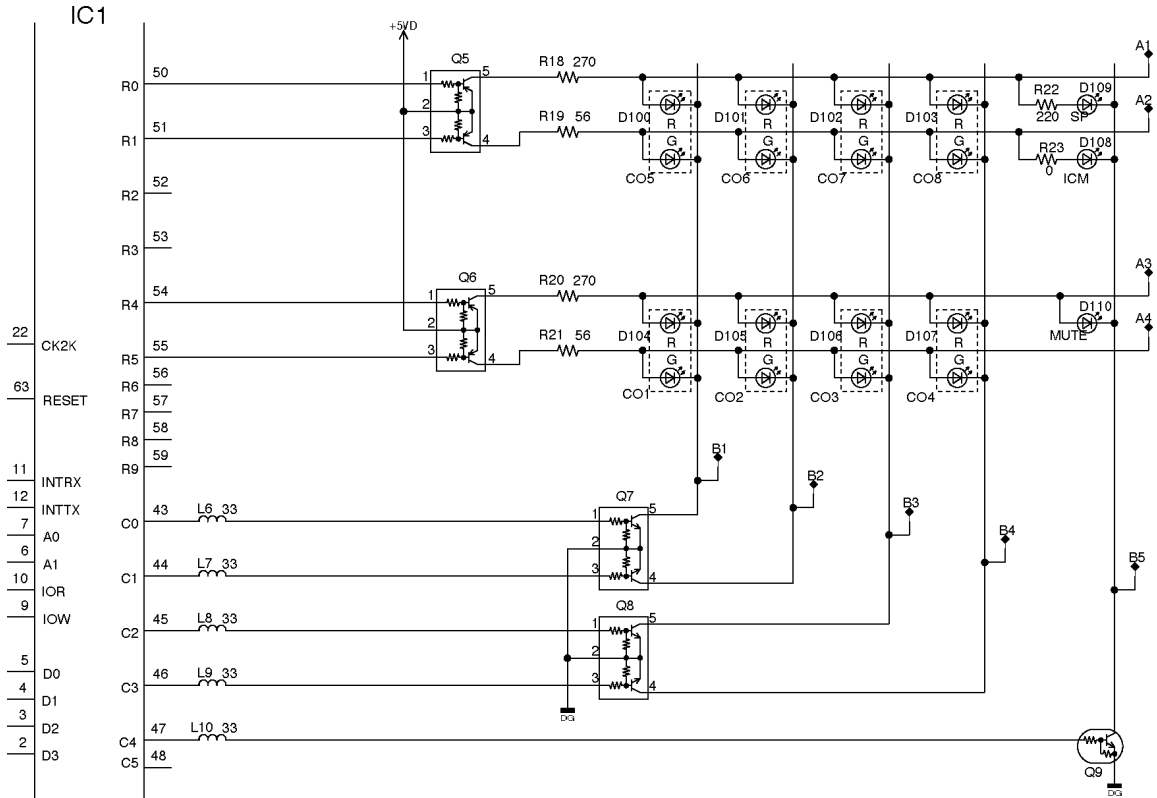 IC1
+5VD
R0 50
R1 51
R2 52
R3 53
R4 54
R5 55
R6 56
R7 57
R8 58
R9 59
C0 43
C1 44
C2 45
C3 46
C4 47
C5 48
22 CK2K
63 RESET
11 INTRX
12 INTTX
7 A0
6 A1
10 IOR
9 IOW
5 D0
4 D1
3 D2
2 D3
Q5
1 5
2
3 4
R18 270
R19 56
D100 R G CO5
D101 R G CO6
D102 R G CO7
D103 R G CO8
R22 220
D109 SP
R23 0
D108 ICM
A1
A2
Q6
1 5
2
3 4
R20 270
R21 56
D104 R G CO1
D105 R G CO2
D106 R G CO3
D107 R G CO4
D110 MUTE
A3
A4
B1
B2
B3
B4
B5
L6 33
L7 33
L8 33
L9 33
L10 33
Q7
1 5
2
3 4
Q8
1 5
2
3 4
DG
Q9
DG